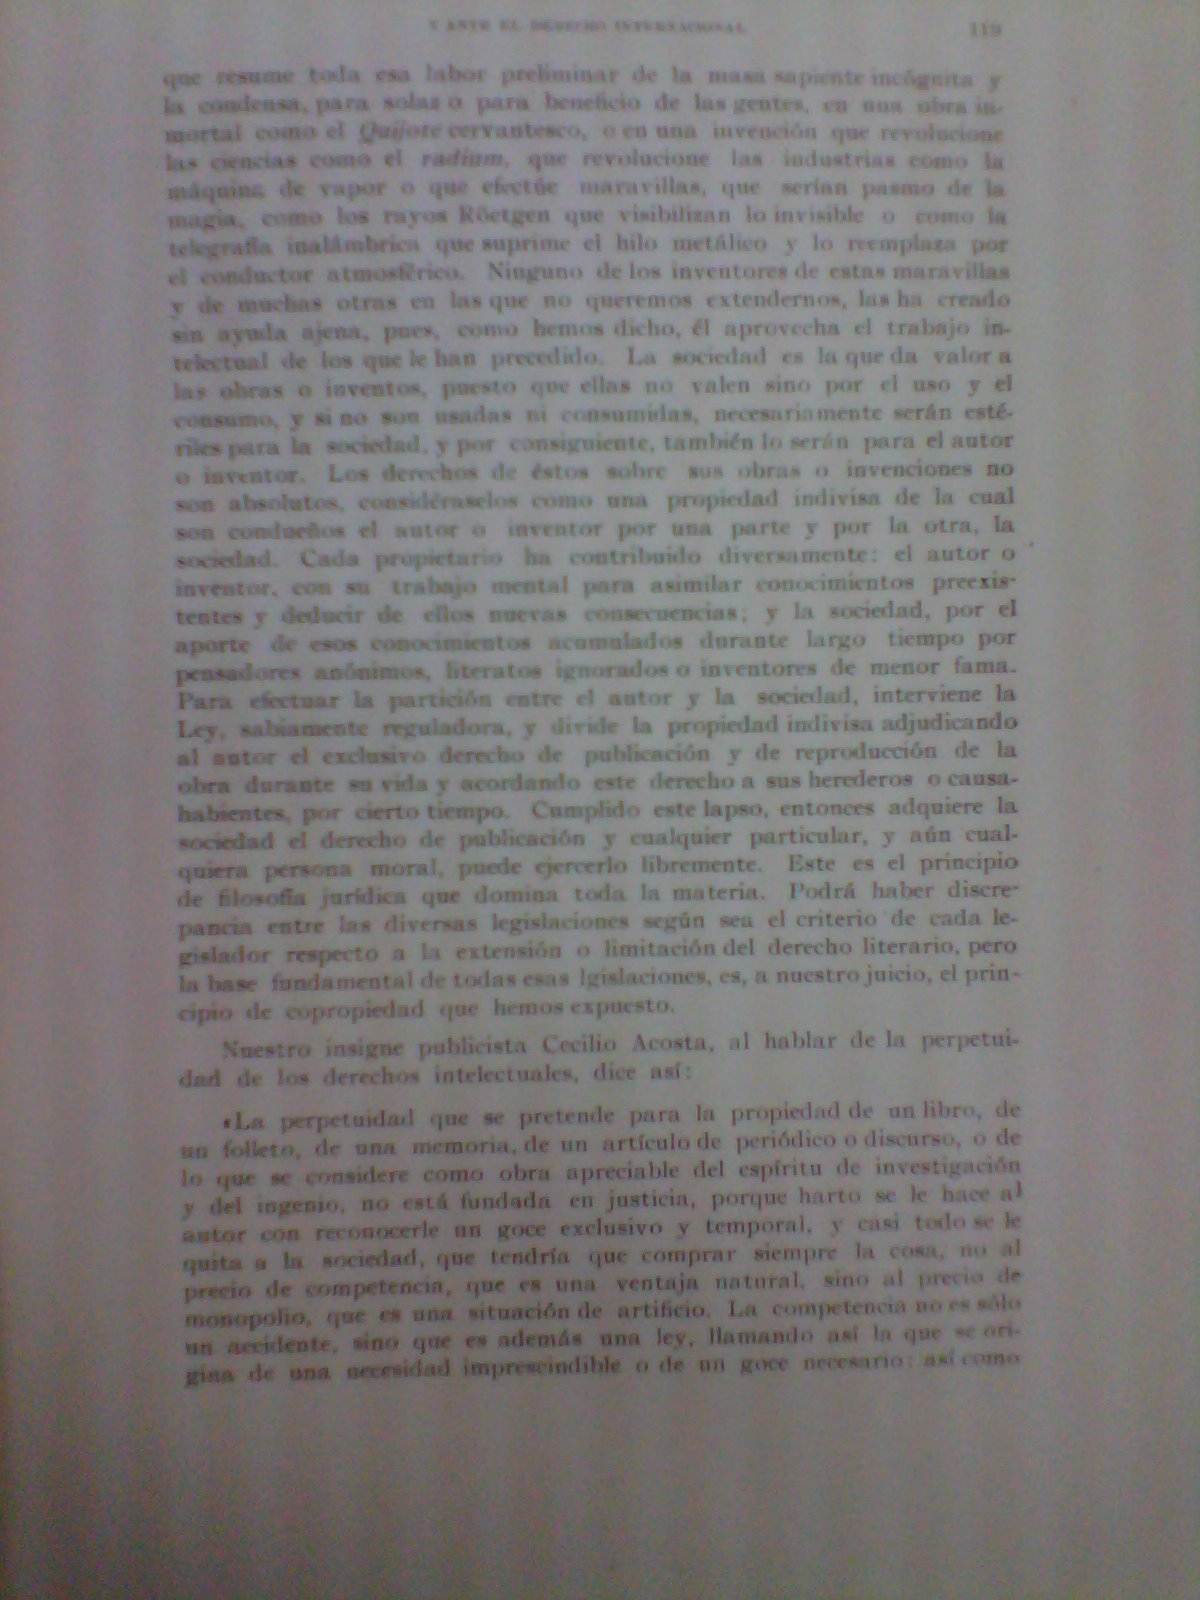 Y ANTE EL DERECHO INTERNACIONAL 119
que resume toda esa labor preliminar de la masa sapiente incógnita y
la condensa, para solaz o para beneficio de las gentes, en una obra in-
mortal como el Quijote cervantesco, o en una invención que revolucione
las ciencias como el radium, que revolucione las industrias como la
máquina de vapor o que efectúe maravillas, que serían pasmo de la
magia, como los rayos Röetgen que visibilizan lo invisible o como la
telegrafía inalámbrica que suprime el hilo metálico y lo reemplaza por
el conductor atmosférico. Ninguno de los inventores de estas maravillas
y de muchas otras en las que no queremos extendernos, las ha creado
sin ayuda ajena, pues, como hemos dicho, él aprovecha el trabajo in-
telectual de los que le han precedido. La sociedad es la que da valor a
las obras o inventos, puesto que ellas no valen sino por el uso y el
consumo, y si no son usadas ni consumidas, necesariamente serán esté-
riles para la sociedad, y por consiguiente, también lo serán para el autor
o inventor. Los derechos de éstos sobre sus obras o invenciones no
son absolutos, considéraselos como una propiedad indivisa de la cual
son condueños el autor o inventor por una parte y por la otra, la
sociedad. Cada propietario ha contribuido diversamente: el autor o
inventor, con su trabajo mental para asimilar conocimientos preexis-
tentes y deducir de ellos nuevas consecuencias; y la sociedad, por el
aporte de esos conocimientos acumulados durante largo tiempo por
pensadores anónimos, literatos ignorados o inventores de menor fama.
Para efectuar la partición entre el autor y la sociedad, interviene la
Ley, sabiamente reguladora, y divide la propiedad indivisa adjudicando
al autor el exclusivo derecho de publicación y de reproducción de la
obra durante su vida y acordando este derecho a sus herederos o causa-
habientes, por cierto tiempo. Cumplido este lapso, entonces adquiere la
sociedad el derecho de publicación y cualquier particular, y aún cual-
quiera persona moral, puede ejercerlo libremente. Este es el principio
de filosofía jurídica que domina toda la materia. Podrá haber discre-
pancia entre las diversas legislaciones según sea el criterio de cada le-
gislador respecto a la extensión o limitación del derecho literario, pero
la base fundamental de todas esas lgislaciones, es, a nuestro juicio, el prin-
cipio de copropiedad que hemos expuesto.
Nuestro insigne publicista Cecilio Acosta, al hablar de la perpetui-
dad de los derechos intelectuales, dice así:
«La perpetuidad que se pretende para la propiedad de un libro, de
un folleto, de una memoria, de un artículo de periódico o discurso, o de
lo que se considere como obra apreciable del espíritu de investigación
y del ingenio, no está fundada en justicia, porque harto se le hace al
autor con reconocerle un goce exclusivo y temporal, y casi todo se le
quita a la sociedad, que tendría que comprar siempre la cosa, no al
precio de competencia, que es una ventaja natural, sino al precio de
monopolio, que es una situación de artificio. La competencia no es sólo
un accidente, sino que es además una ley, llamando así la que se ori-
gina de una necesidad imprescindible o de un goce necesario: así como